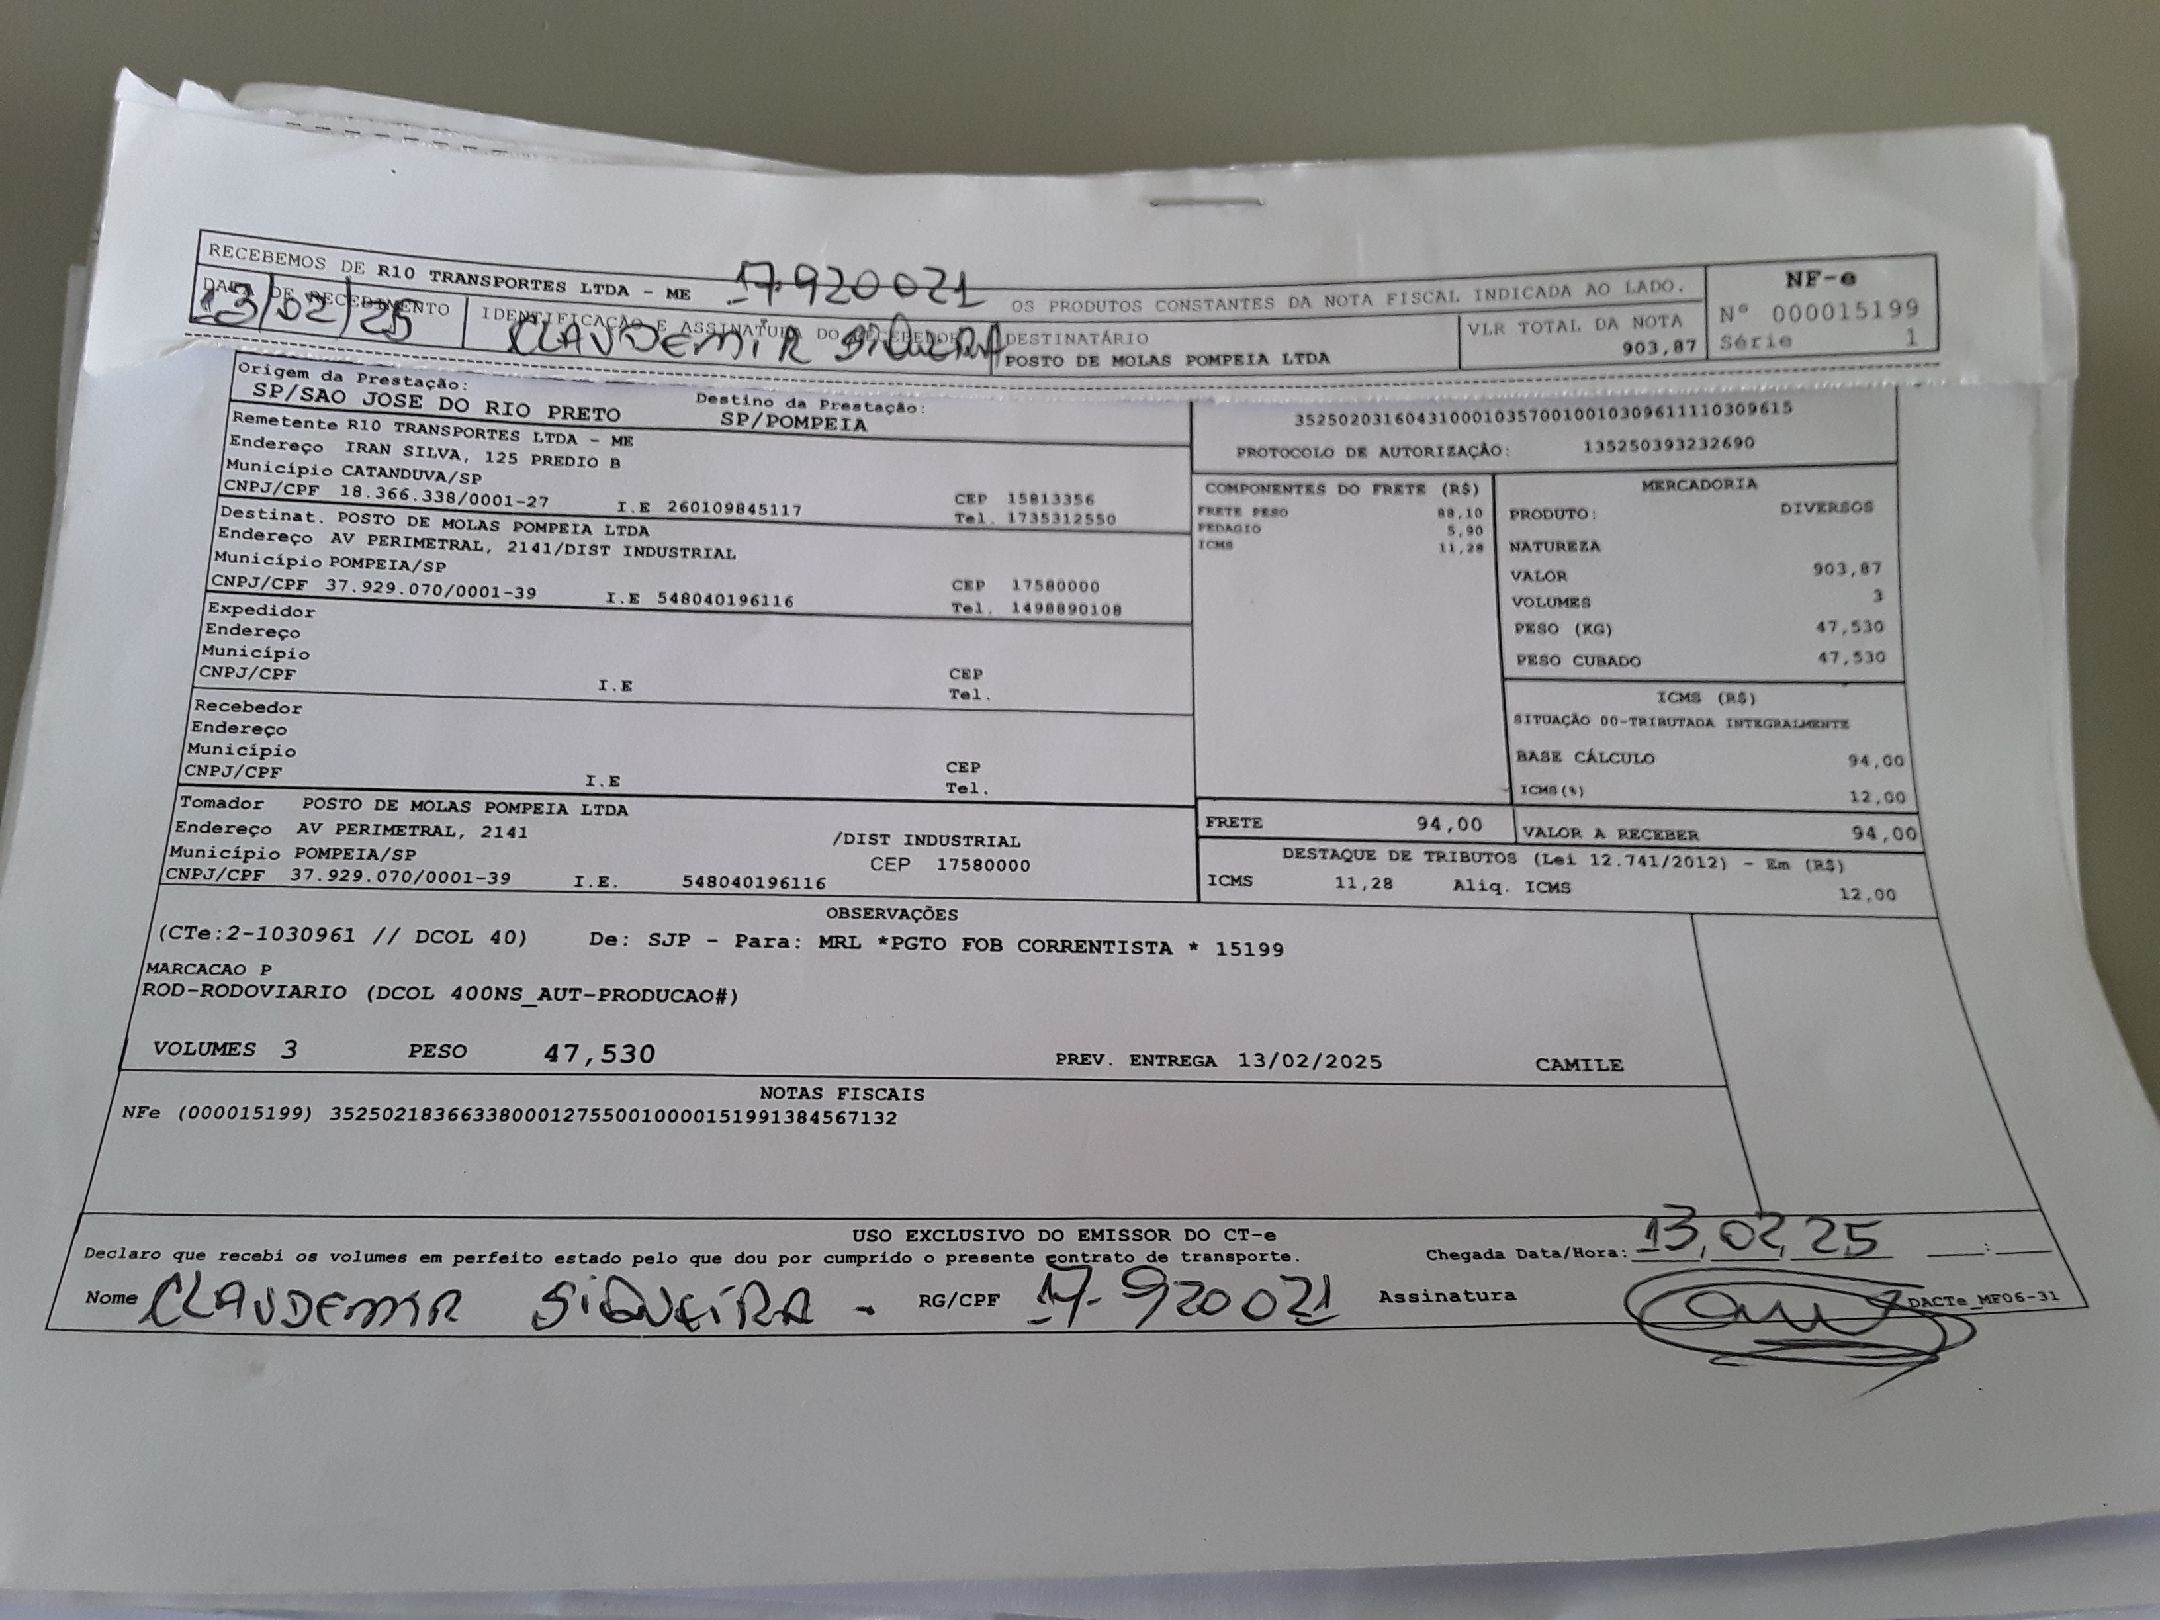 RECEBEMOS DE R10 TRANSPORTES LTDA - ME 17.920021 OS PRODUTOS CONSTANTES DA NOTA FISCAL INDICADA AO LADO.
NF-e
Nº 000015199
Série 1
DATA DE RECEBIMENTO
13/02/25
IDENTIFICAÇÃO E ASSINATURA DO RECEBEDOR
CLAUDEMIR SIQUEIRA
DESTINATÁRIO
POSTO DE MOLAS POMPEIA LTDA
VLR TOTAL DA NOTA
903,87
Origem da Prestação:
SP/SAO JOSE DO RIO PRETO
Destino da Prestação:
SP/POMPEIA
Remetente R10 TRANSPORTES LTDA - ME
Endereço IRAN SILVA, 125 PREDIO B
Município CATANDUVA/SP
CNPJ/CPF 18.366.338/0001-27 I.E 260109845117
CEP 15813356
Tel. 1735312550
Destinat. POSTO DE MOLAS POMPEIA LTDA
Endereço AV PERIMETRAL, 2141/DIST INDUSTRIAL
Município POMPEIA/SP
CNPJ/CPF 37.929.070/0001-39 I.E 548040196116
CEP 17580000
Tel. 1498890108
Expedidor
Endereço
Município
CNPJ/CPF I.E
CEP
Tel.
Recebedor
Endereço
Município
CNPJ/CPF I.E
CEP
Tel.
Tomador POSTO DE MOLAS POMPEIA LTDA
Endereço AV PERIMETRAL, 2141 /DIST INDUSTRIAL
Município POMPEIA/SP CEP 17580000
CNPJ/CPF 37.929.070/0001-39 I.E. 548040196116
35250203160431000103570010010309611110309615
PROTOCOLO DE AUTORIZAÇÃO: 135250393232690
COMPONENTES DO FRETE (R$)
FRETE PESO 88,10
PEDAGIO 5,90
ICMS 11,28
MERCADORIA
PRODUTO: DIVERSOS
NATUREZA
VALOR 903,87
VOLUMES 3
PESO (KG) 47,530
PESO CUBADO 47,530
ICMS (R$)
SITUAÇÃO 00-TRIBUTADA INTEGRALMENTE
BASE CÁLCULO 94,00
ICMS(%) 12,00
FRETE 94,00
VALOR A RECEBER 94,00
DESTAQUE DE TRIBUTOS (Lei 12.741/2012) - Em (R$)
ICMS 11,28 Aliq. ICMS 12,00
OBSERVAÇÕES
(CTe:2-1030961 // DCOL 40) De: SJP - Para: MRL *PGTO FOB CORRENTISTA * 15199
MARCACAO P
ROD-RODOVIARIO (DCOL 400NS_AUT-PRODUCAO#)
VOLUMES 3 PESO 47,530 PREV. ENTREGA 13/02/2025 CAMILE
NOTAS FISCAIS
NFe (000015199) 35250218366338000127550010000151991384567132
USO EXCLUSIVO DO EMISSOR DO CT-e
Declaro que recebi os volumes em perfeito estado pelo que dou por cumprido o presente contrato de transporte.
Chegada Data/Hora: 13/02/25 __:__
Nome CLAUDEMIR SIQUEIRA - RG/CPF 17-920021 Assinatura
DACTe_MF06-31